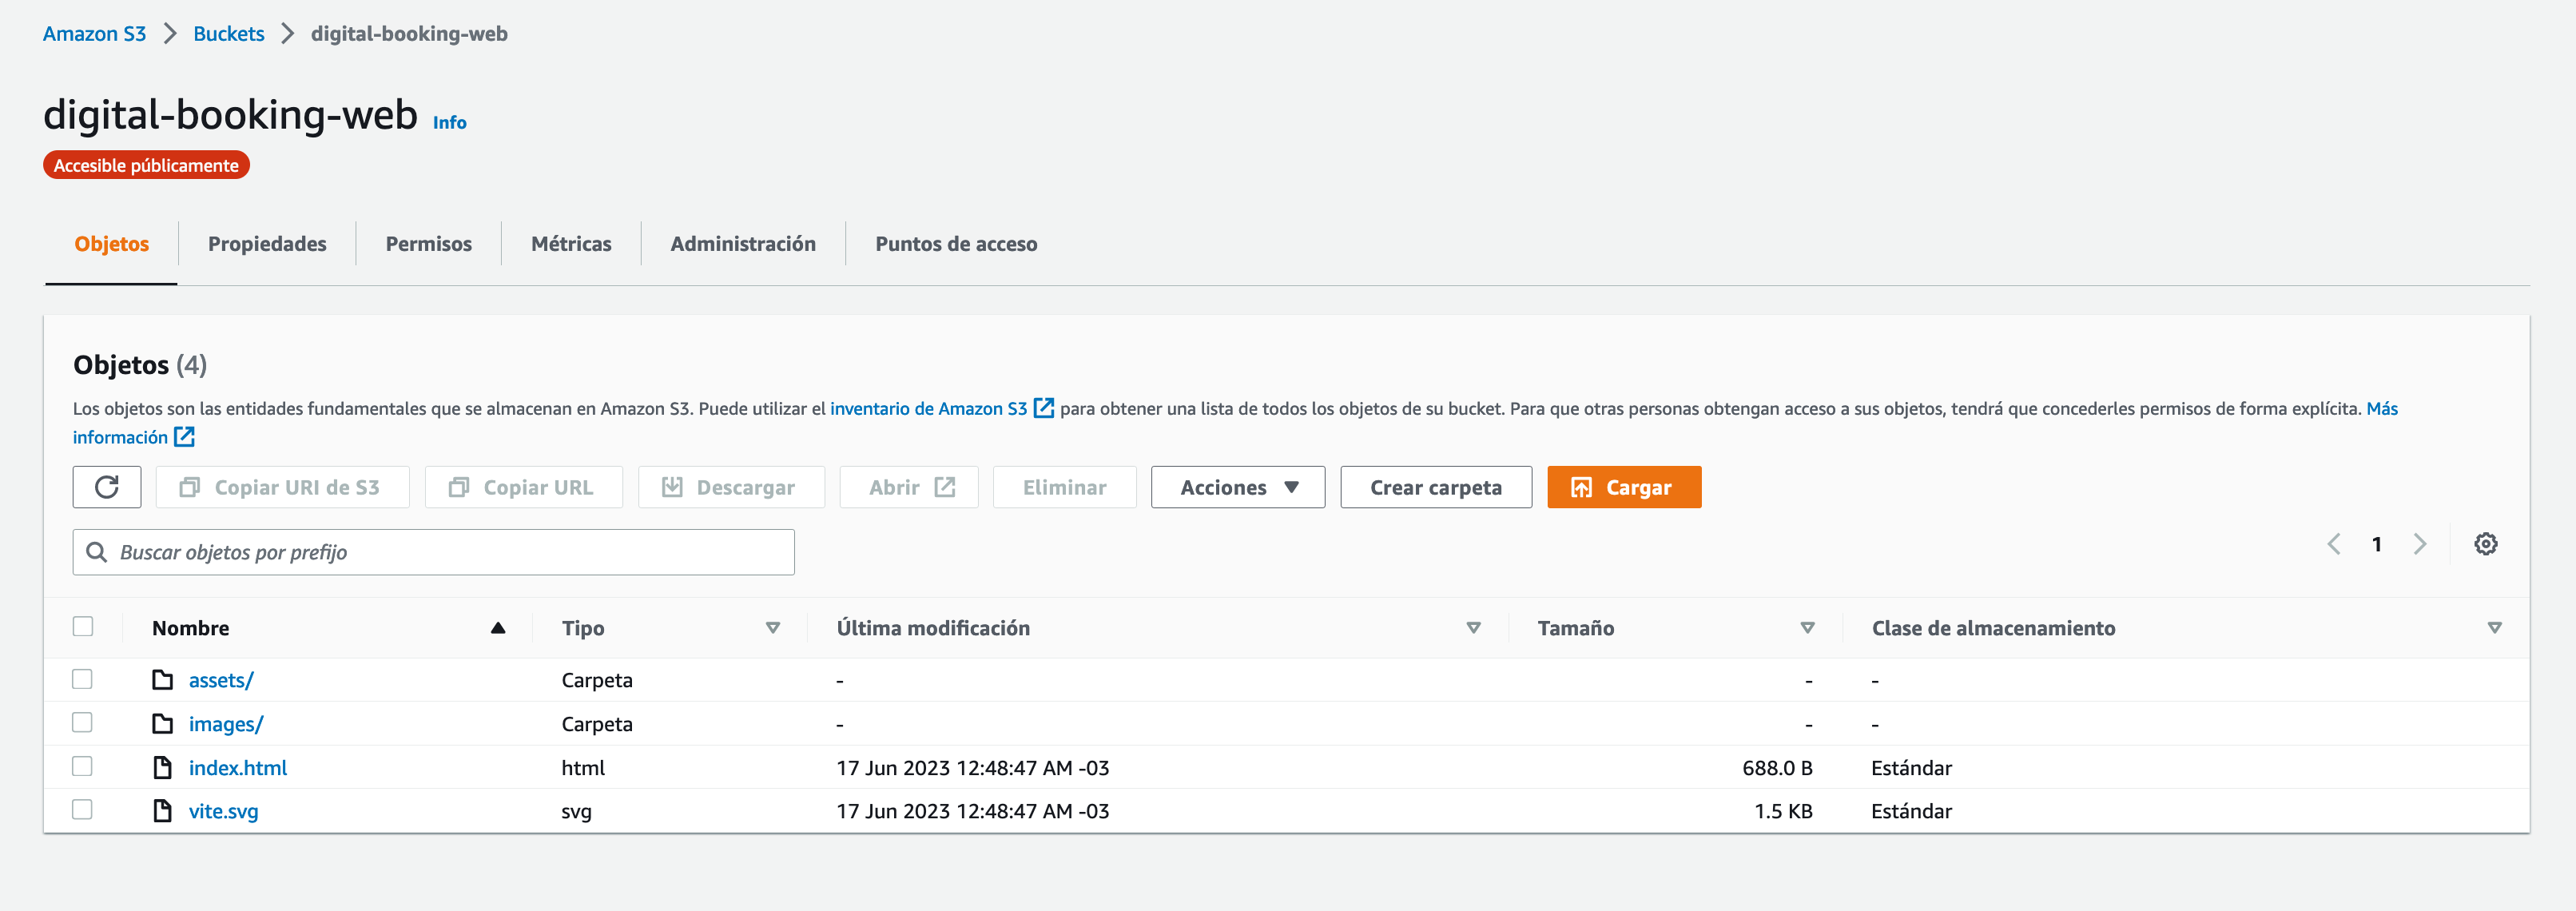 Amazon S3 > Buckets > digital-booking-web
digital-booking-web Info
Accesible públicamente
Objetos Propiedades Permisos Métricas Administración Puntos de acceso
Objetos (4)
Los objetos son las entidades fundamentales que se almacenan en Amazon S3. Puede utilizar el inventario de Amazon S3 para obtener una lista de todos los objetos de su bucket. Para que otras personas obtengan acceso a sus objetos, tendrá que concederles permisos de forma explícita. Más
información
Copiar URI de S3 Copiar URL Descargar Abrir Eliminar Acciones Crear carpeta Cargar
Buscar objetos por prefijo 1
Nombre Tipo Última modificación Tamaño Clase de almacenamiento
assets/ Carpeta - - -
images/ Carpeta - - -
index.html html 17 Jun 2023 12:48:47 AM -03 688.0 B Estándar
vite.svg svg 17 Jun 2023 12:48:47 AM -03 1.5 KB Estándar